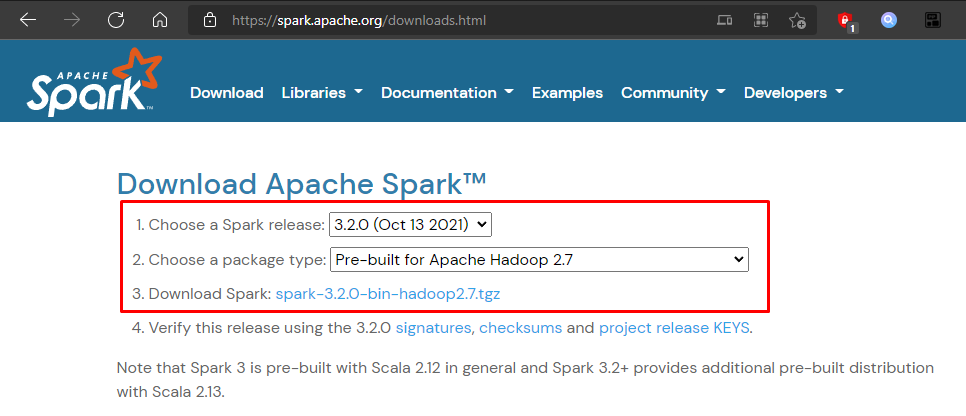 https://spark.apache.org/downloads.html
1
APACHE
Spark™
Download Libraries Documentation Examples Community Developers
Download Apache Spark™
1. Choose a Spark release: 3.2.0 (Oct 13 2021)
2. Choose a package type: Pre-built for Apache Hadoop 2.7
3. Download Spark: spark-3.2.0-bin-hadoop2.7.tgz
4. Verify this release using the 3.2.0 signatures, checksums and project release KEYS.
Note that Spark 3 is pre-built with Scala 2.12 in general and Spark 3.2+ provides additional pre-built distribution
with Scala 2.13.